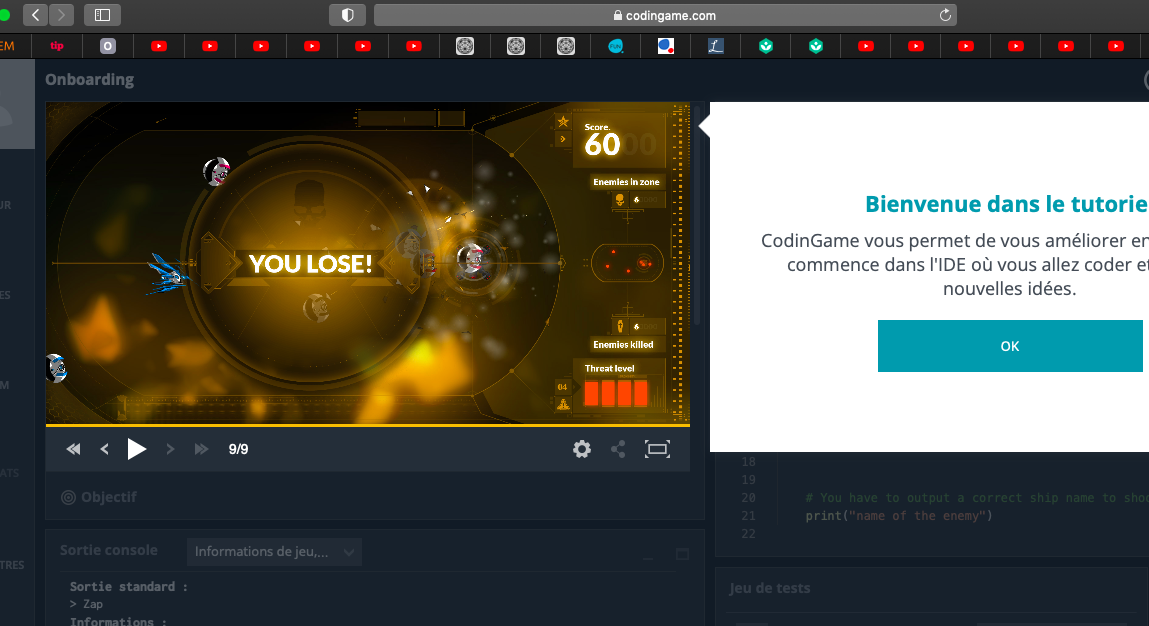 codingame.com
EM
tip
O
FUN
L
Onboarding
Score.
6000
Enemies in zone
6
YOU LOSE!
6
Enemies killed
Threat level
04
9/9
Bienvenue dans le tutorie
CodinGame vous permet de vous améliorer en
commence dans l'IDE où vous allez coder et
nouvelles idées.
OK
UR
ES
M
ATS
TRES
Objectif
18
19
20 # You have to output a correct ship name to shoo
21 print("name of the enemy")
22
Sortie console
Informations de jeu,...
Sortie standard :
> Zap
Informations :
Jeu de tests